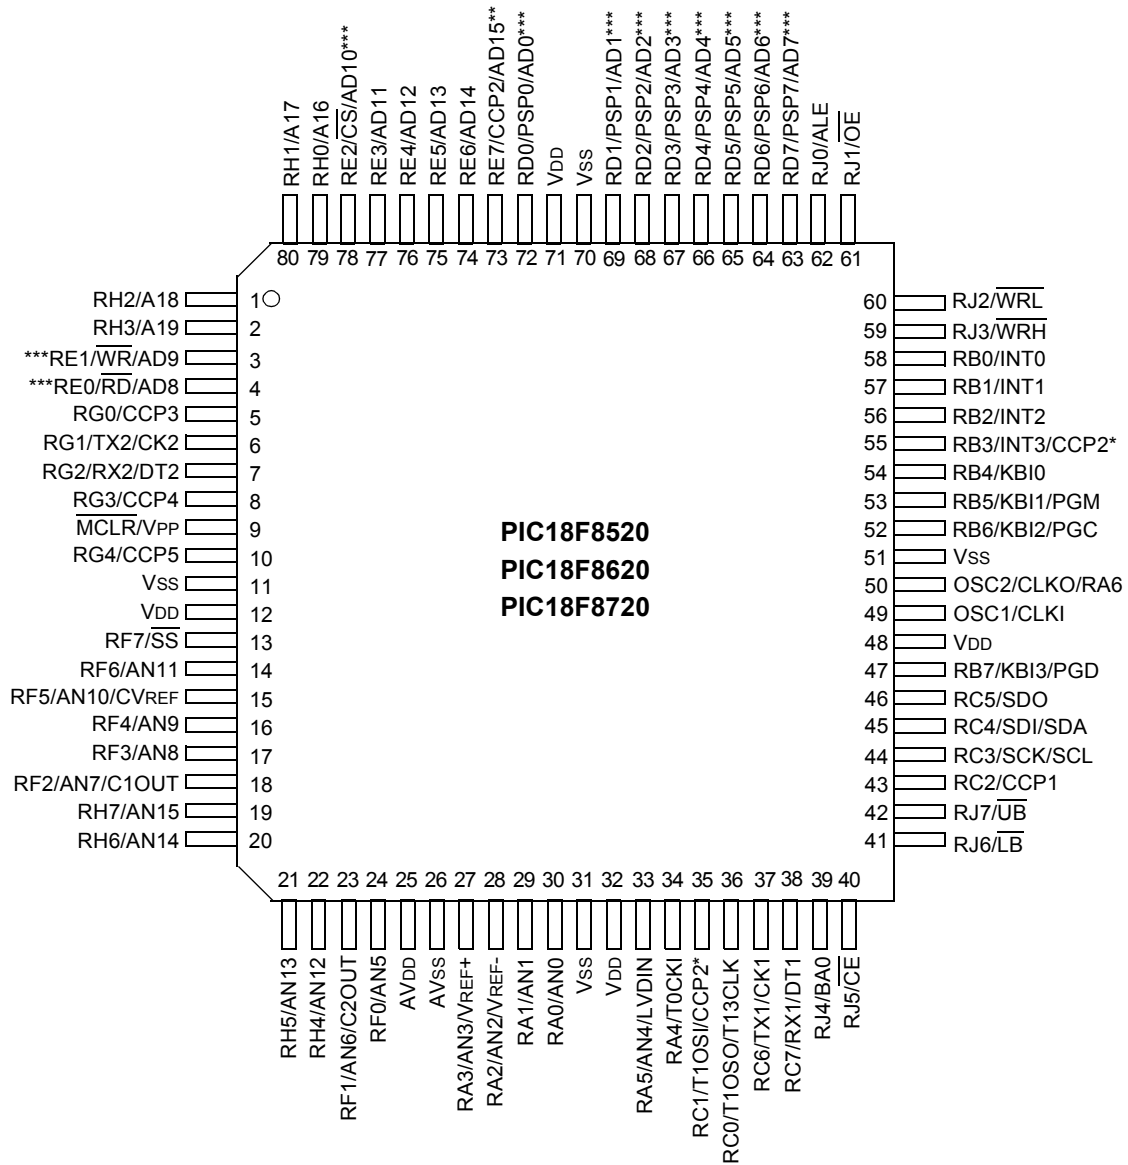 RH1/A17
RH0/A16
RE2/C̅S̅/AD10***
RE3/AD11
RE4/AD12
RE5/AD13
RE6/AD14
RE7/CCP2/AD15**
RD0/PSP0/AD0***
VDD
VSS
RD1/PSP1/AD1***
RD2/PSP2/AD2***
RD3/PSP3/AD3***
RD4/PSP4/AD4***
RD5/PSP5/AD5***
RD6/PSP6/AD6***
RD7/PSP7/AD7***
RJ0/ALE
RJ1/O̅E̅
80 79 78 77 76 75 74 73 72 71 70 69 68 67 66 65 64 63 62 61
RH2/A18 1
RH3/A19 2
***RE1/W̅R̅/AD9 3
***RE0/R̅D̅/AD8 4
RG0/CCP3 5
RG1/TX2/CK2 6
RG2/RX2/DT2 7
RG3/CCP4 8
M̅C̅L̅R̅/VPP 9
RG4/CCP5 10
VSS 11
VDD 12
RF7/S̅S̅ 13
RF6/AN11 14
RF5/AN10/CVREF 15
RF4/AN9 16
RF3/AN8 17
RF2/AN7/C1OUT 18
RH7/AN15 19
RH6/AN14 20
PIC18F8520
PIC18F8620
PIC18F8720
60 RJ2/W̅R̅L̅
59 RJ3/W̅R̅H̅
58 RB0/INT0
57 RB1/INT1
56 RB2/INT2
55 RB3/INT3/CCP2*
54 RB4/KBI0
53 RB5/KBI1/PGM
52 RB6/KBI2/PGC
51 VSS
50 OSC2/CLKO/RA6
49 OSC1/CLKI
48 VDD
47 RB7/KBI3/PGD
46 RC5/SDO
45 RC4/SDI/SDA
44 RC3/SCK/SCL
43 RC2/CCP1
42 RJ7/U̅B̅
41 RJ6/L̅B̅
21 22 23 24 25 26 27 28 29 30 31 32 33 34 35 36 37 38 39 40
RH5/AN13
RH4/AN12
RF1/AN6/C2OUT
RF0/AN5
AVDD
AVSS
RA3/AN3/VREF+
RA2/AN2/VREF-
RA1/AN1
RA0/AN0
VSS
VDD
RA5/AN4/LVDIN
RA4/T0CKI
RC1/T1OSI/CCP2*
RC0/T1OSO/T13CLK
RC6/TX1/CK1
RC7/RX1/DT1
RJ4/BA0
RJ5/C̅E̅